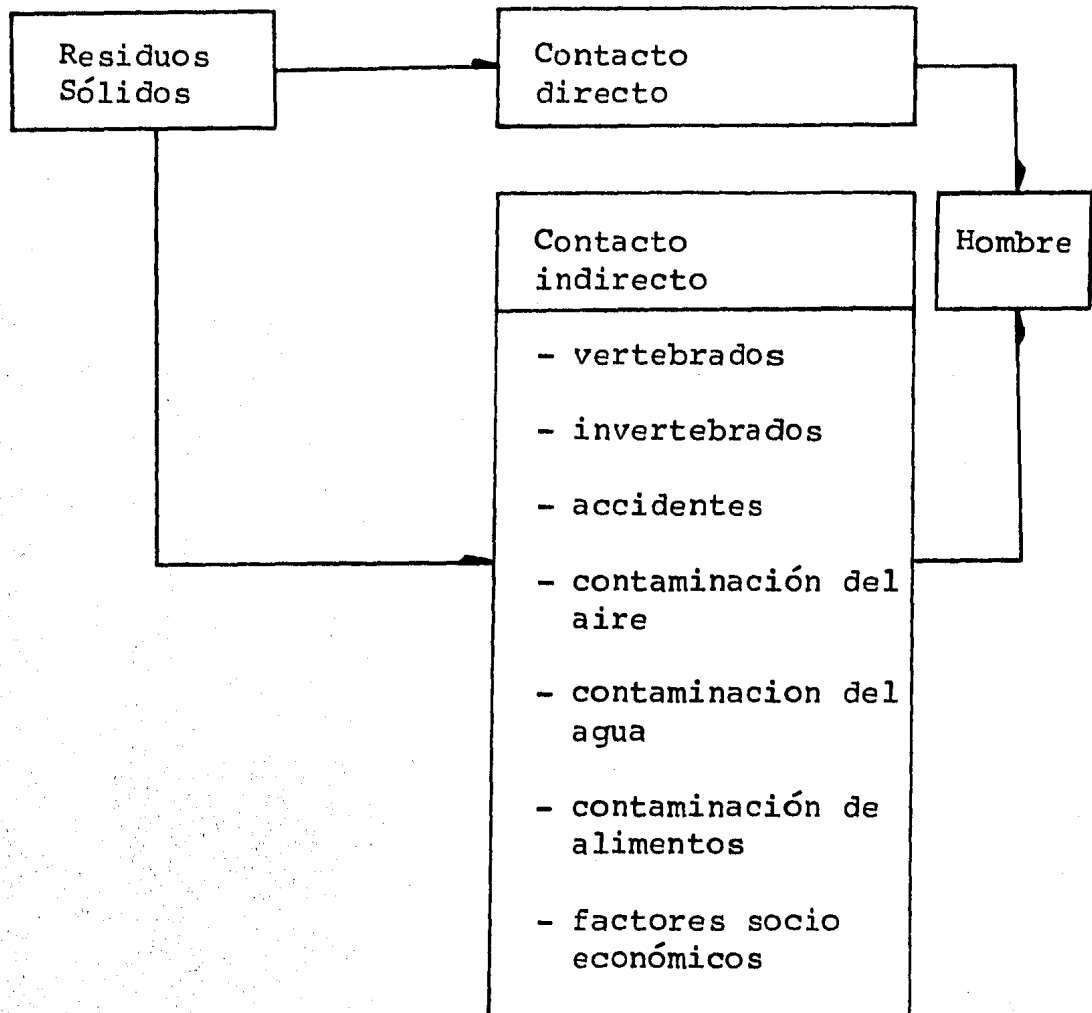 Residuos
Sólidos
Contacto
directo
Contacto
indirecto
Hombre
- vertebrados
- invertebrados
- accidentes
- contaminación del
aire
- contaminacion del
agua
- contaminación de
alimentos
- factores socio
económicos